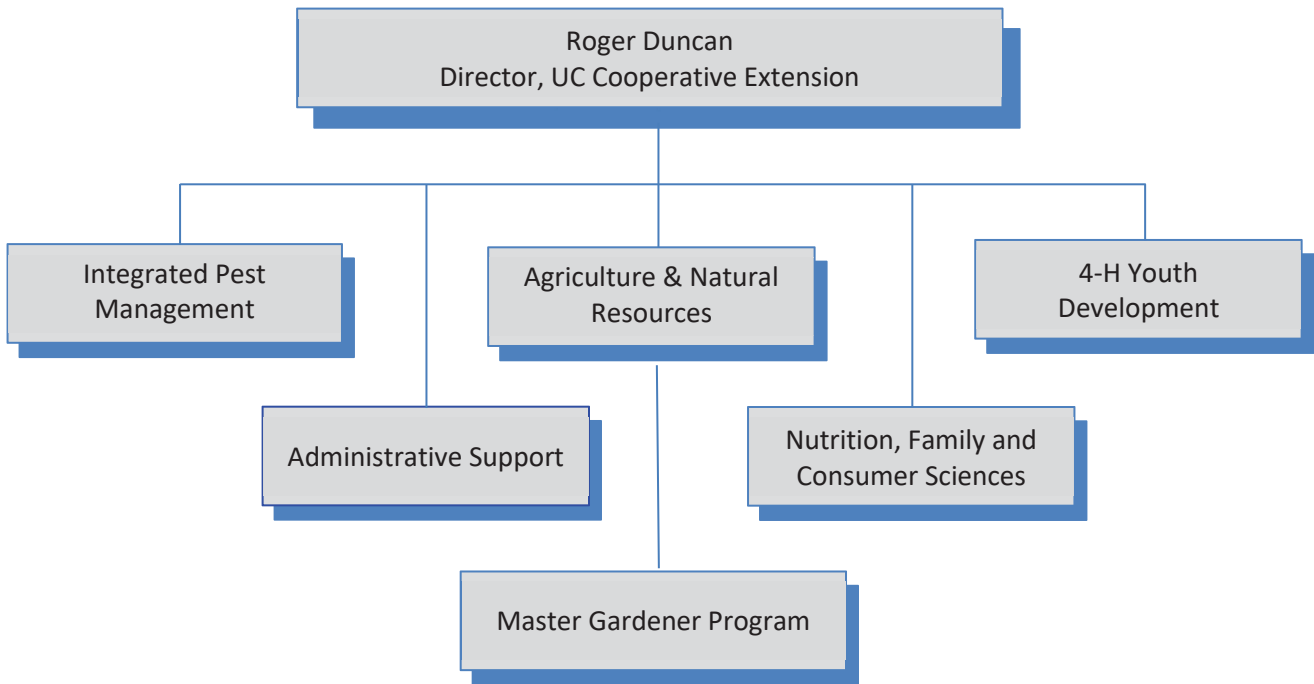 Roger Duncan
Director, UC Cooperative Extension
Integrated Pest
Management
Agriculture & Natural
Resources
4-H Youth
Development
Administrative Support
Nutrition, Family and
Consumer Sciences
Master Gardener Program